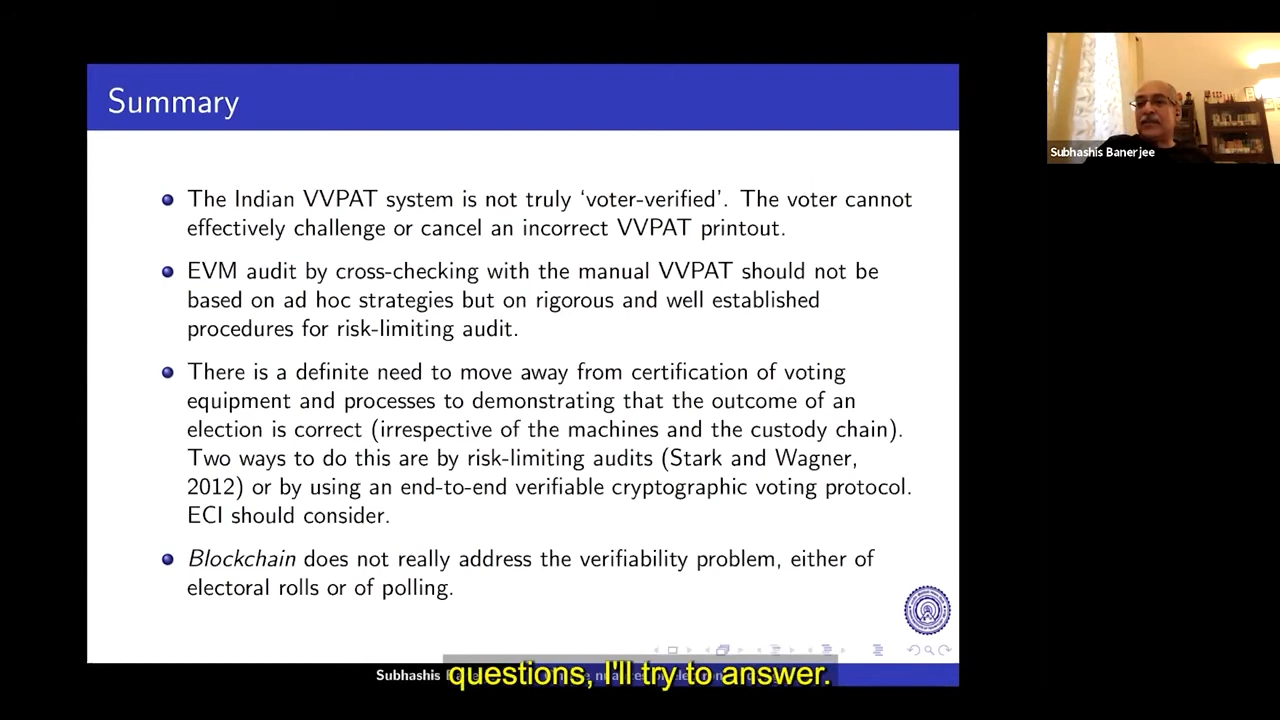 Summary
The Indian VVPAT system is not truly ‘voter-verified’. The voter cannot
effectively challenge or cancel an incorrect VVPAT printout.
EVM audit by cross-checking with the manual VVPAT should not be
based on ad hoc strategies but on rigorous and well established
procedures for risk-limiting audit.
There is a definite need to move away from certification of voting
equipment and processes to demonstrating that the outcome of an
election is correct (irrespective of the machines and the custody chain).
Two ways to do this are by risk-limiting audits (Stark and Wagner,
2012) or by using an end-to-end verifiable cryptographic voting protocol.
ECI should consider.
Blockchain does not really address the verifiability problem, either of
electoral rolls or of polling.
Subhashis
questions, I'll try to answer.
Subhashis Banerjee